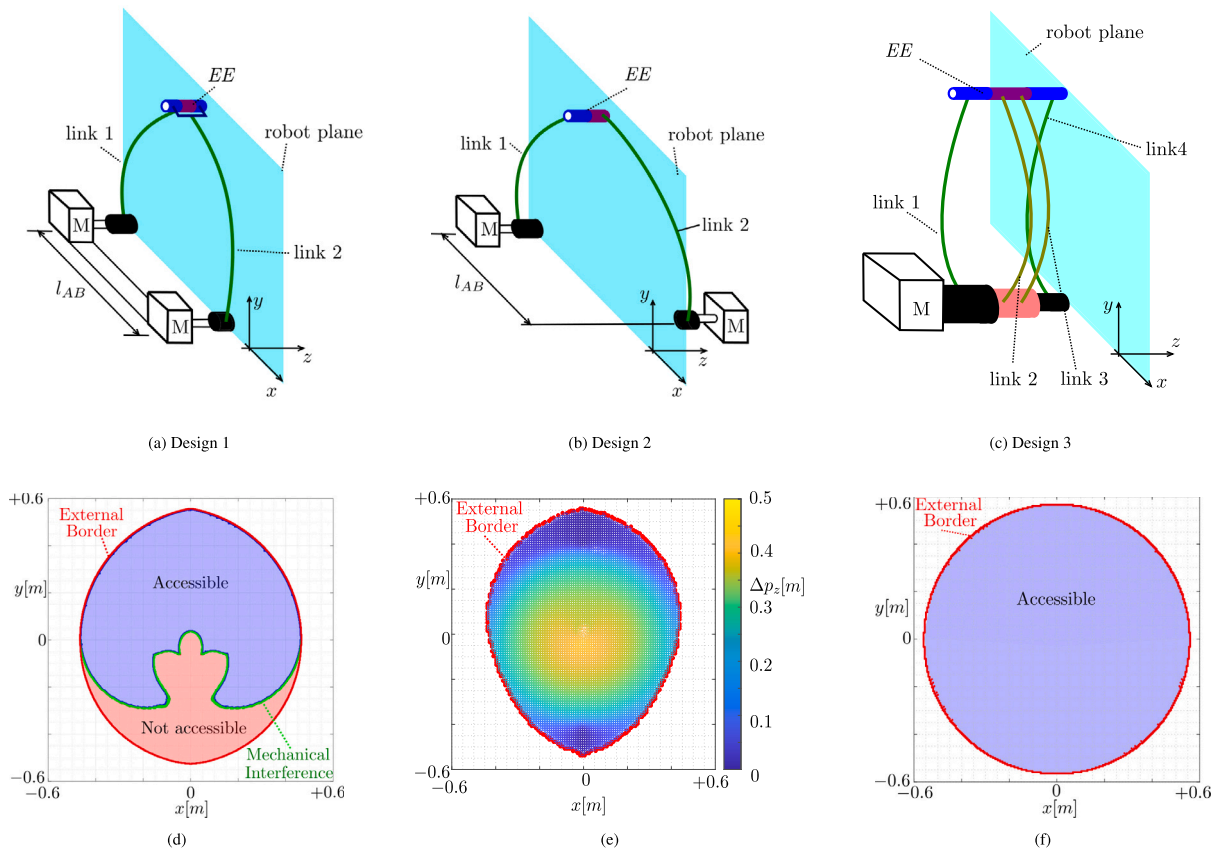 EE
link 1
robot plane
M
l_{AB}
M
link 2
y
z
x
(a) Design 1
EE
link 1
robot plane
M
link 2
l_{AB}
y
M
z
x
(b) Design 2
robot plane
EE
link4
link 1
M
y
z
link 2
link 3
x
(c) Design 3
+0.6
External
Border
Accessible
y[m]
0
Not accessible
Mechanical
Interference
−0.6
−0.6
0
+0.6
x[m]
(d)
+0.6
External
Border
y[m]
0
−0.6
−0.6
0
+0.6
x[m]
0.5
0.4
Δp_z[m]
0.3
0.2
0.1
0
(e)
+0.6
External
Border
Accessible
y[m]
0
−0.6
−0.6
0
+0.6
x[m]
(f)